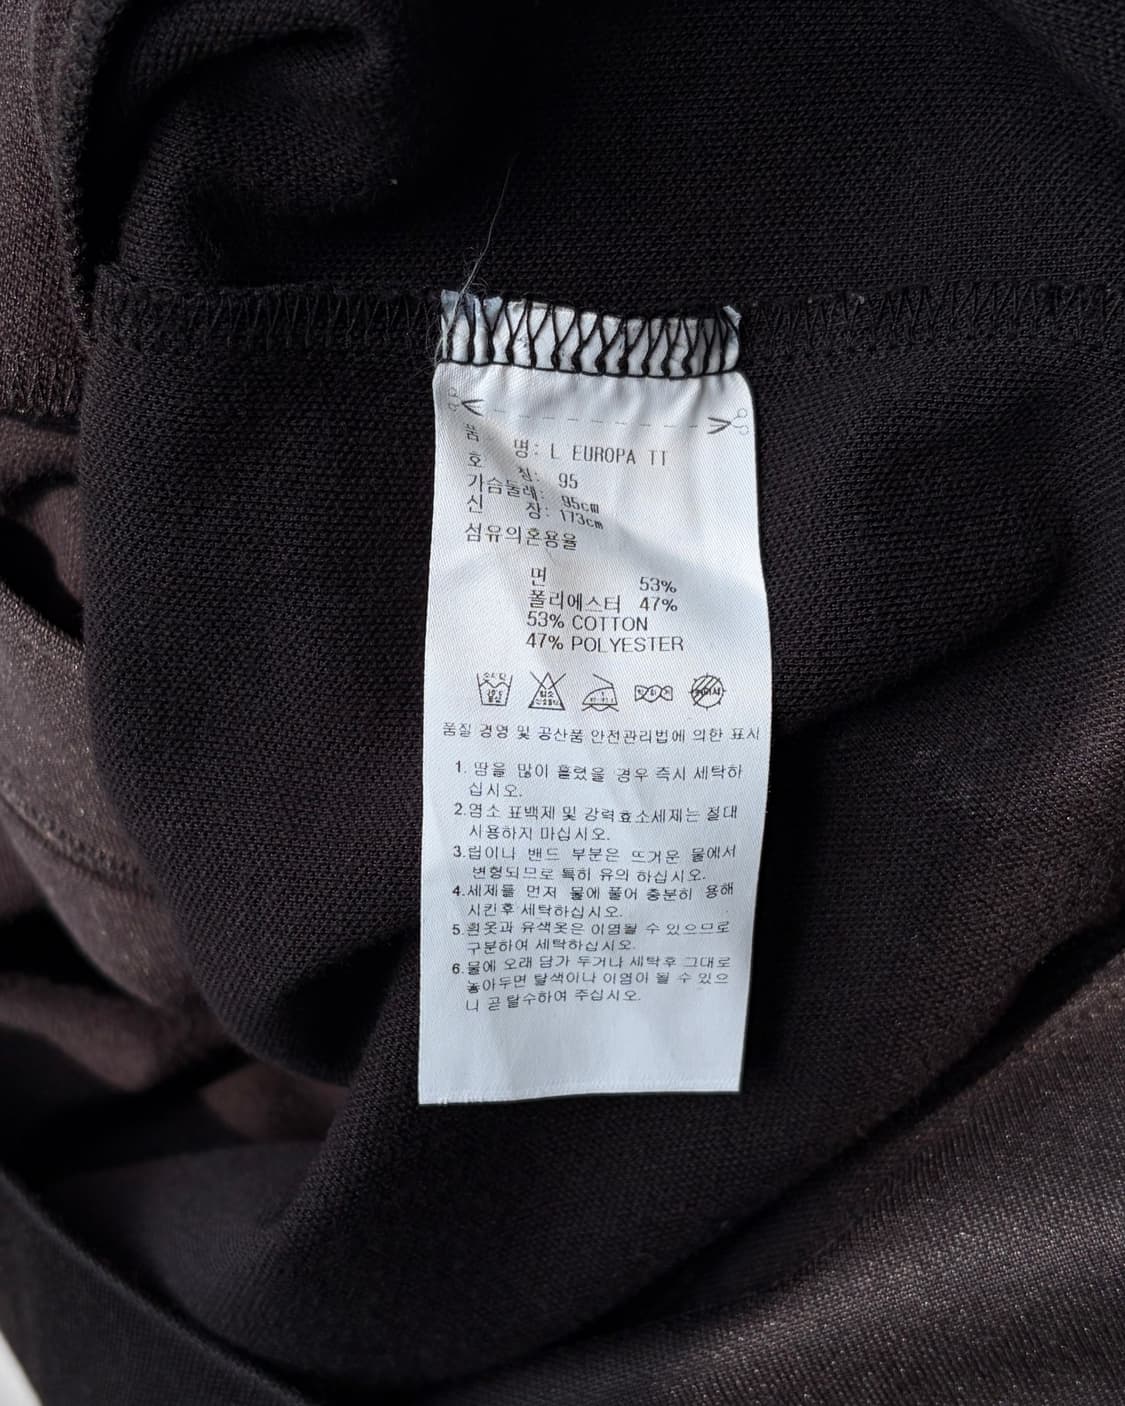 품 명: L EUROPA TT
호 칭: 95
가슴둘레: 95cm
신 장: 173cm
섬유의혼용율
면 53%
폴리에스터 47%
53% COTTON
47% POLYESTER
품질 경영 및 공산품 안전관리법에 의한 표시
1. 땀을 많이 흘렸을 경우 즉시 세탁하
십시오.
2.염소 표백제 및 강력효소세제는 절대
사용하지 마십시오.
3.립이나 밴드 부분은 뜨거운 물에서
변형되므로 특히 유의 하십시오.
4.세제를 먼저 물에 풀어 충분히 용해
시킨후 세탁하십시오.
5.흰옷과 유색옷은 이염될 수 있으므로
구분하여 세탁하십시오.
6.물에 오래 담가 두거나 세탁후 그대로
놓아두면 탈색이나 이염이 될 수 있으
니 곧 탈수하여 주십시오.